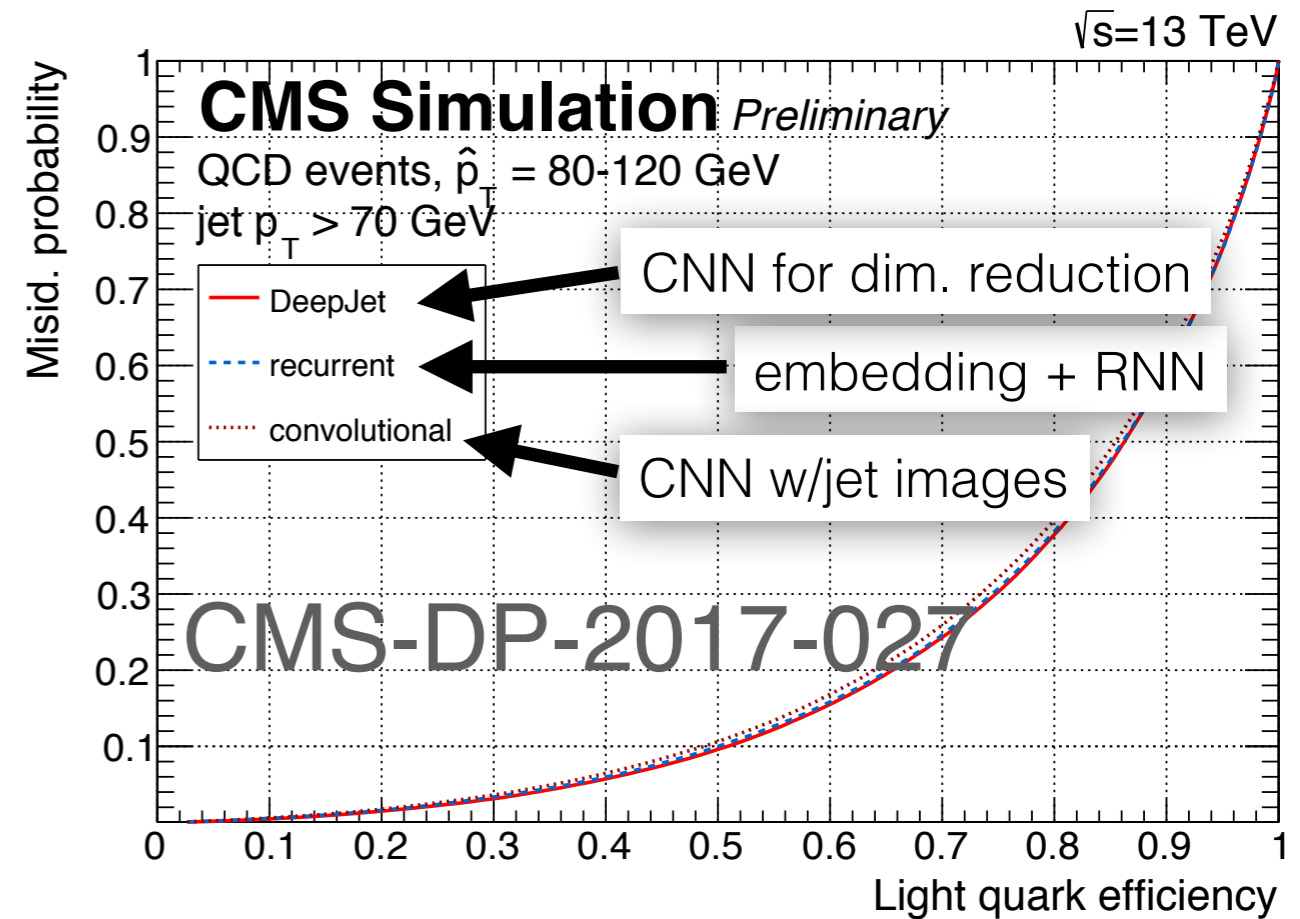 √s=13 TeV
CMS Simulation Preliminary
QCD events, p̂_T = 80-120 GeV
jet p_T > 70 GeV
DeepJet
recurrent
convolutional
CNN for dim. reduction
embedding + RNN
CNN w/jet images
CMS-DP-2017-027
Misid. probability
1
0.9
0.8
0.7
0.6
0.5
0.4
0.3
0.2
0.1
0 0.1 0.2 0.3 0.4 0.5 0.6 0.7 0.8 0.9 1
Light quark efficiency